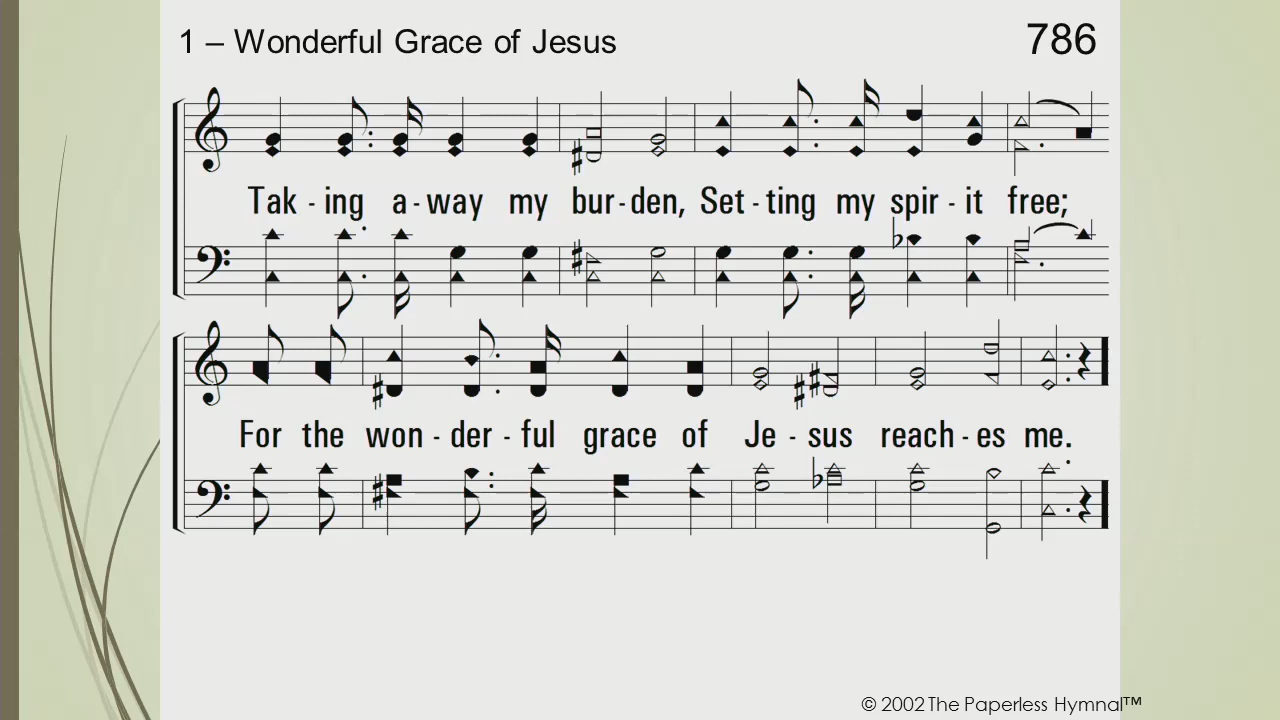 1 – Wonderful Grace of Jesus 786
Tak - ing a - way my bur - den, Set - ting my spir - it free;
For the won - der - ful grace of Je - sus reach - es me.
© 2002 The Paperless Hymnal™